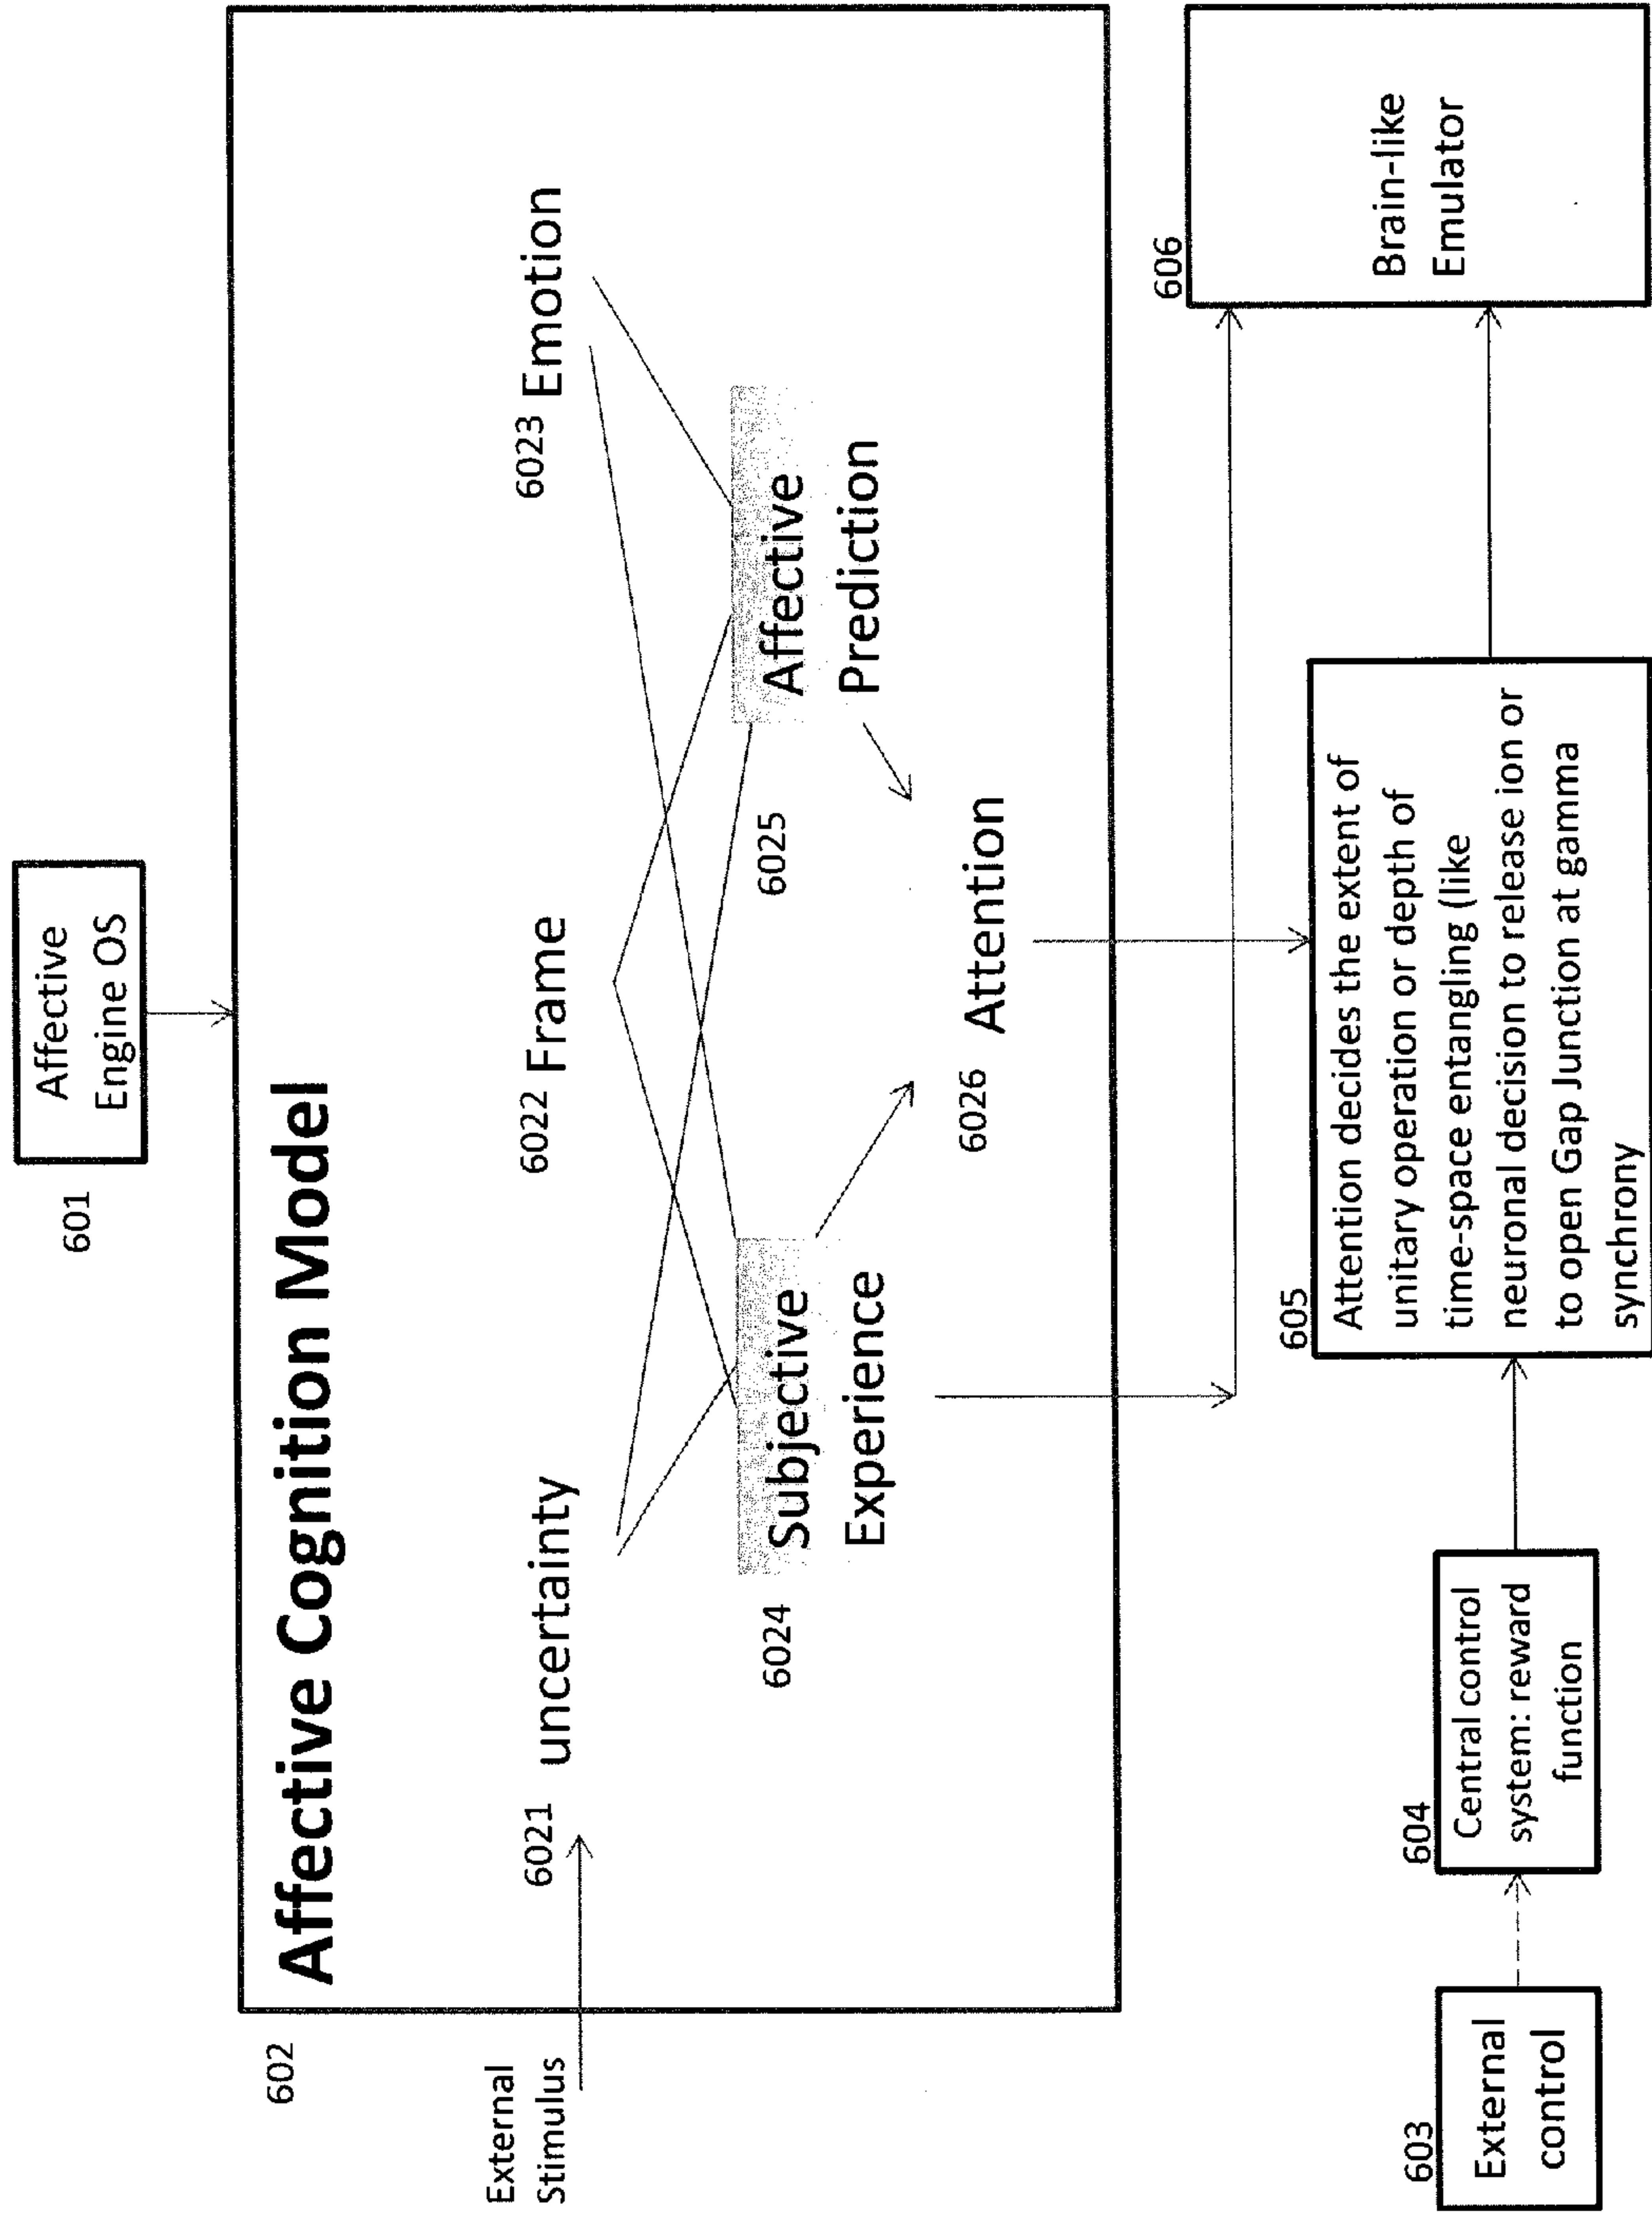 601
Affective
Engine OS
602
Affective Cognition Model
External
Stimulus
6021 uncertainty
6022 Frame
6023 Emotion
6024
Subjective
Experience
6025
Affective
Prediction
6026 Attention
603
External
control
604
Central control
system: reward
function
605
Attention decides the extent of
unitary operation or depth of
time-space entangling (like
neuronal decision to release ion or
to open Gap Junction at gamma
synchrony
606
Brain-like
Emulator